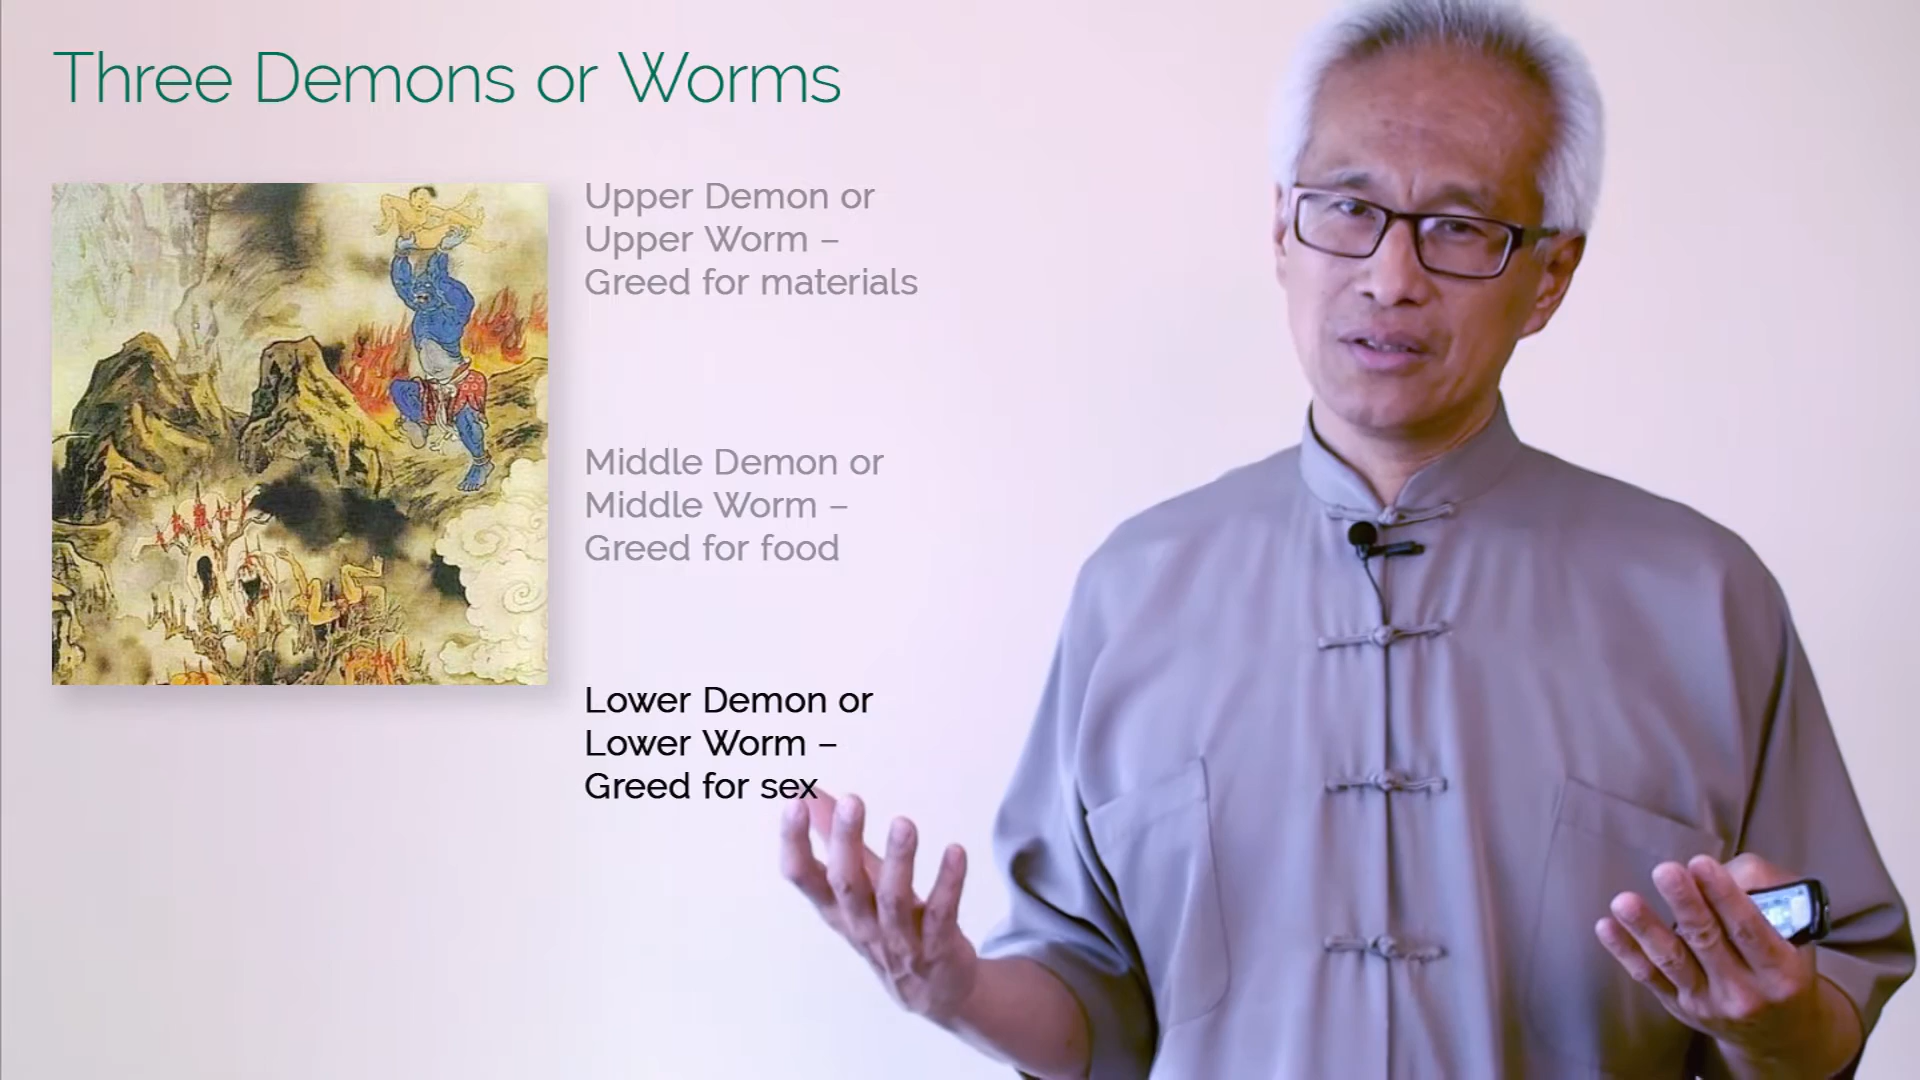 Three Demons or Worms
Upper Demon or
Upper Worm –
Greed for materials
Middle Demon or
Middle Worm –
Greed for food
Lower Demon or
Lower Worm –
Greed for sex